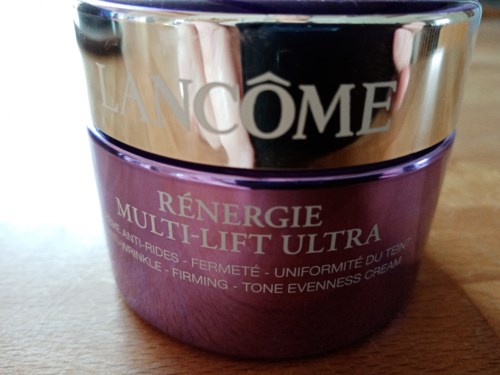 LANCÔME
RÉNERGIE
MULTI-LIFT ULTRA
ANTI-RIDES - FERMETÉ - UNIFORMITÉ DU TEINT
WRINKLE - FIRMING - TONE EVENNESS CREAM